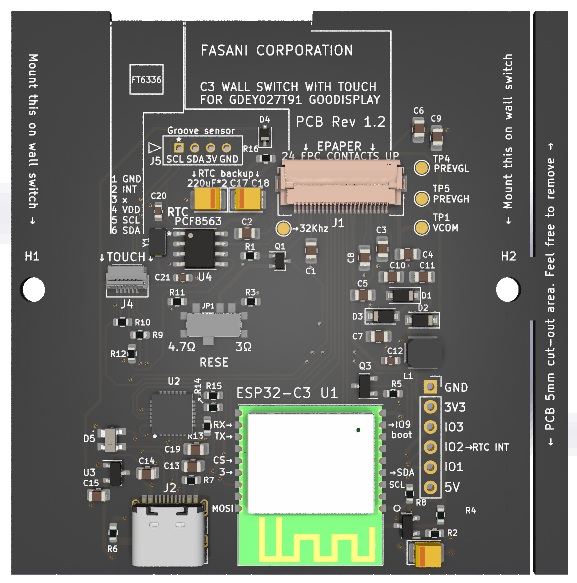 FASANI CORPORATION
FT6336
C3 WALL SWITCH WITH TOUCH
FOR GDEY027T91 GOODISPLAY
PCB Rev 1.2
Mount this on wall switch →
Mount this on wall switch →
← PCB 5mm cut-out area. Feel free to remove →
Groove sensor
J5
SCL SDA 3V GND
D4
R16
C6
C9
↓ EPAPER ↓
24 FPC CONTACTS UP
J1
TP4
PREVGL
TP5
PREVGH
TP1
VCOM
1 GND
2 INT
3 x
4 VDD
5 SCL
6 SDA
↓RTC backup↓
220uF*2 C17 C18
C20
RTC
PCF8563
Y1
U4
C2
→32Khz
R1
Q1
C1
C3
C8
C4
C10
C11
C5
D1
D3
D2
C7
C12
L1
H1
H2
↓TOUCH↓
J4
C21
R11
R3
JP1
4.7Ω
3Ω
RESE
R10
R9
R12
U2
R14
R15
ESP32-C3 U1
Q3
R5
RX→
TX→
R13
C19
CS→
3→
C13
R7
MOSI
→IO9
boot
→SDA
SCL
GND
3V3
IO3
IO2→RTC INT
IO1
5V
D5
U3
C14
C15
J2
R6
R8
R4
R2